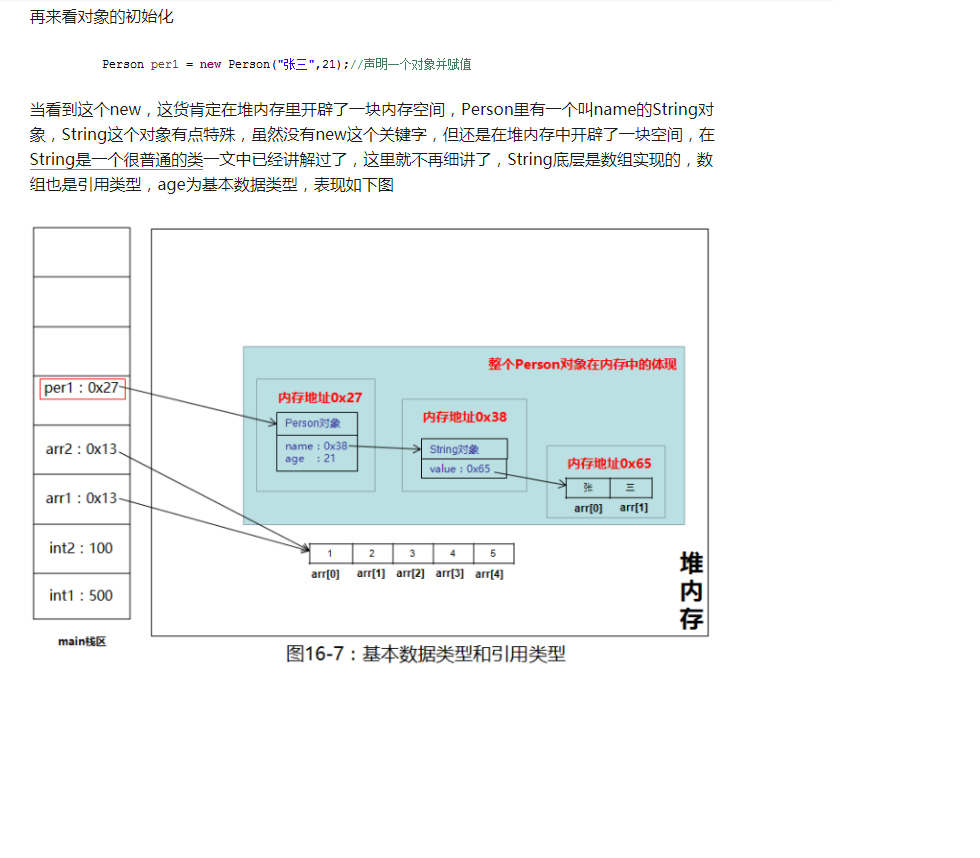 再来看对象的初始化
Person per1 = new Person("张三",21);//声明一个对象并赋值
当看到这个new，这货肯定在堆内存里开辟了一块内存空间，Person里有一个叫name的String对
象，String这个对象有点特殊，虽然没有new这个关键字，但还是在堆内存中开辟了一块空间，在
String是一个很普通的类一文中已经讲解过了，这里就不再细讲了，String底层是数组实现的，数
组也是引用类型，age为基本数据类型，表现如下图
整个Person对象在内存中的体现
per1：0x27
arr2：0x13
arr1：0x13
int2：100
int1：500
main栈区
内存地址0x27
Person对象
name：0x38
age ：21
内存地址0x38
String对象
value：0x65
内存地址0x65
张 三
arr[0] arr[1]
1 2 3 4 5
arr[0] arr[1] arr[2] arr[3] arr[4]
堆
内
存
图16-7：基本数据类型和引用类型